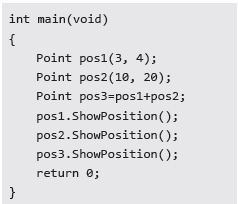 int main(void)
{
    Point pos1(3, 4);
    Point pos2(10, 20);
    Point pos3=pos1+pos2;
    pos1.ShowPosition();
    pos2.ShowPosition();
    pos3.ShowPosition();
    return 0;
}